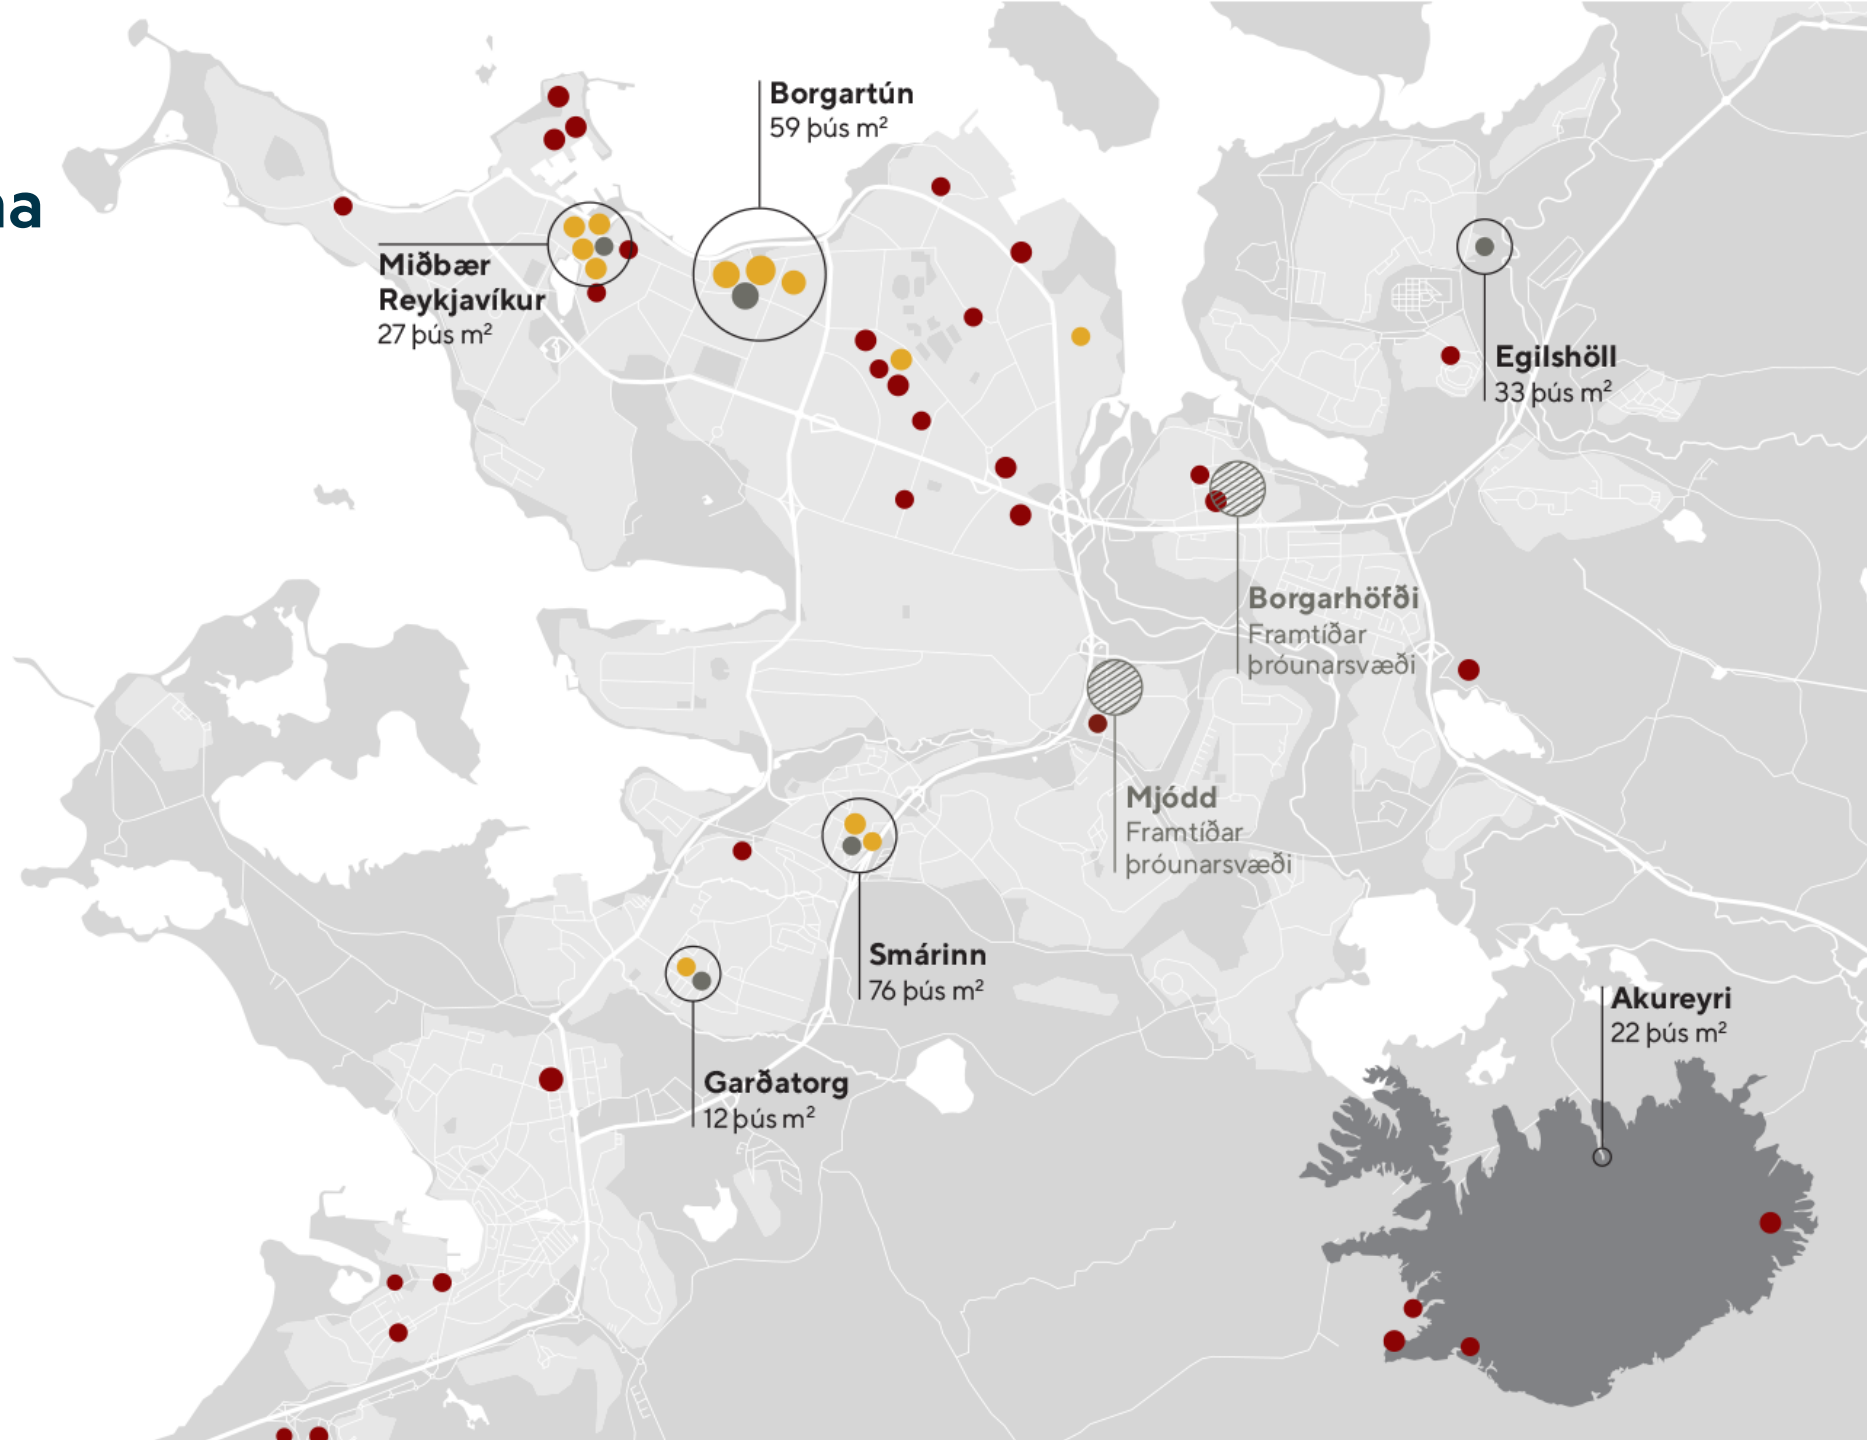 na
Borgartún
59 þús m²
Miðbær
Reykjavíkur
27 þús m²
Egilshöll
33 þús m²
Borgarhöfði
Framtíðar
þróunarsvæði
Mjódd
Framtíðar
þróunarsvæði
Smárinn
76 þús m²
Garðatorg
12 þús m²
Akureyri
22 þús m²